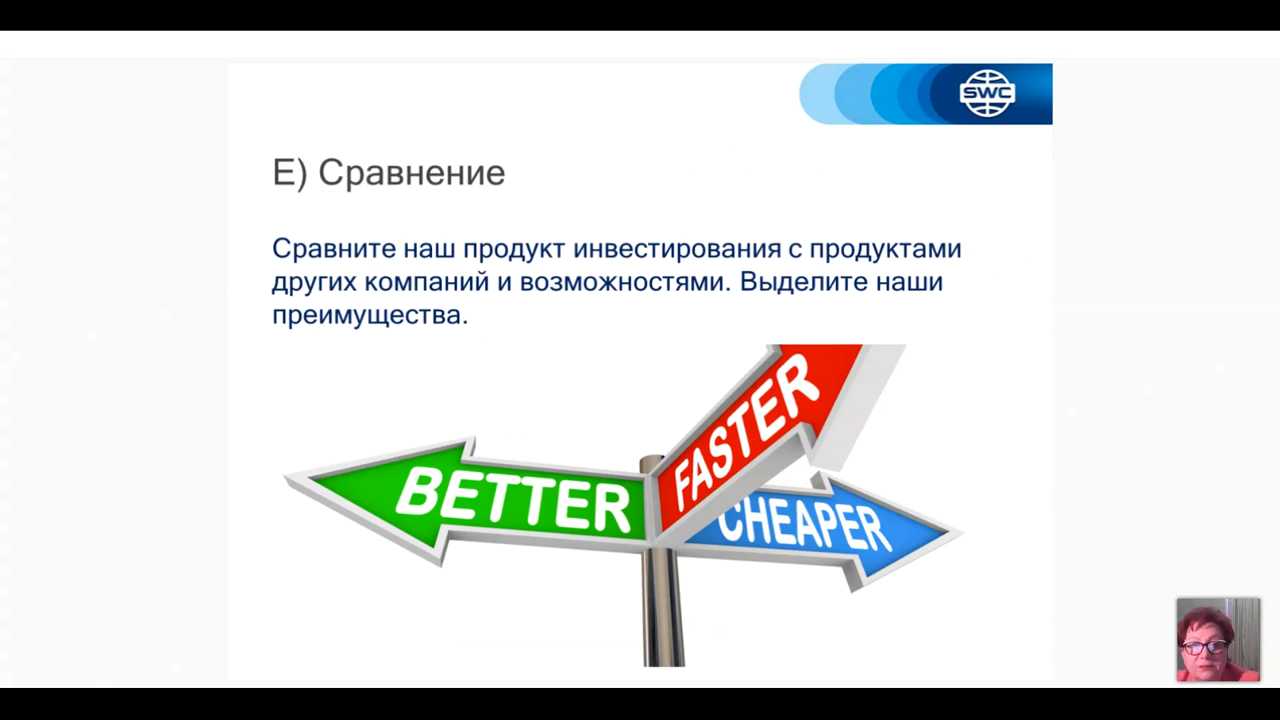 SWC
Е) Сравнение
Сравните наш продукт инвестирования с продуктами
других компаний и возможностями. Выделите наши
преимущества.
BETTER
FASTER
CHEAPER